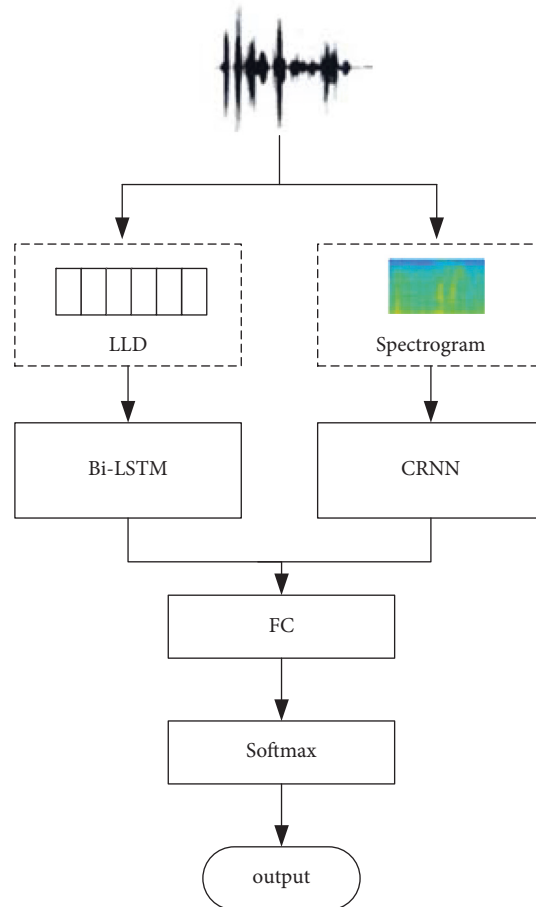 LLD
Spectrogram
Bi-LSTM
CRNN
FC
Softmax
output